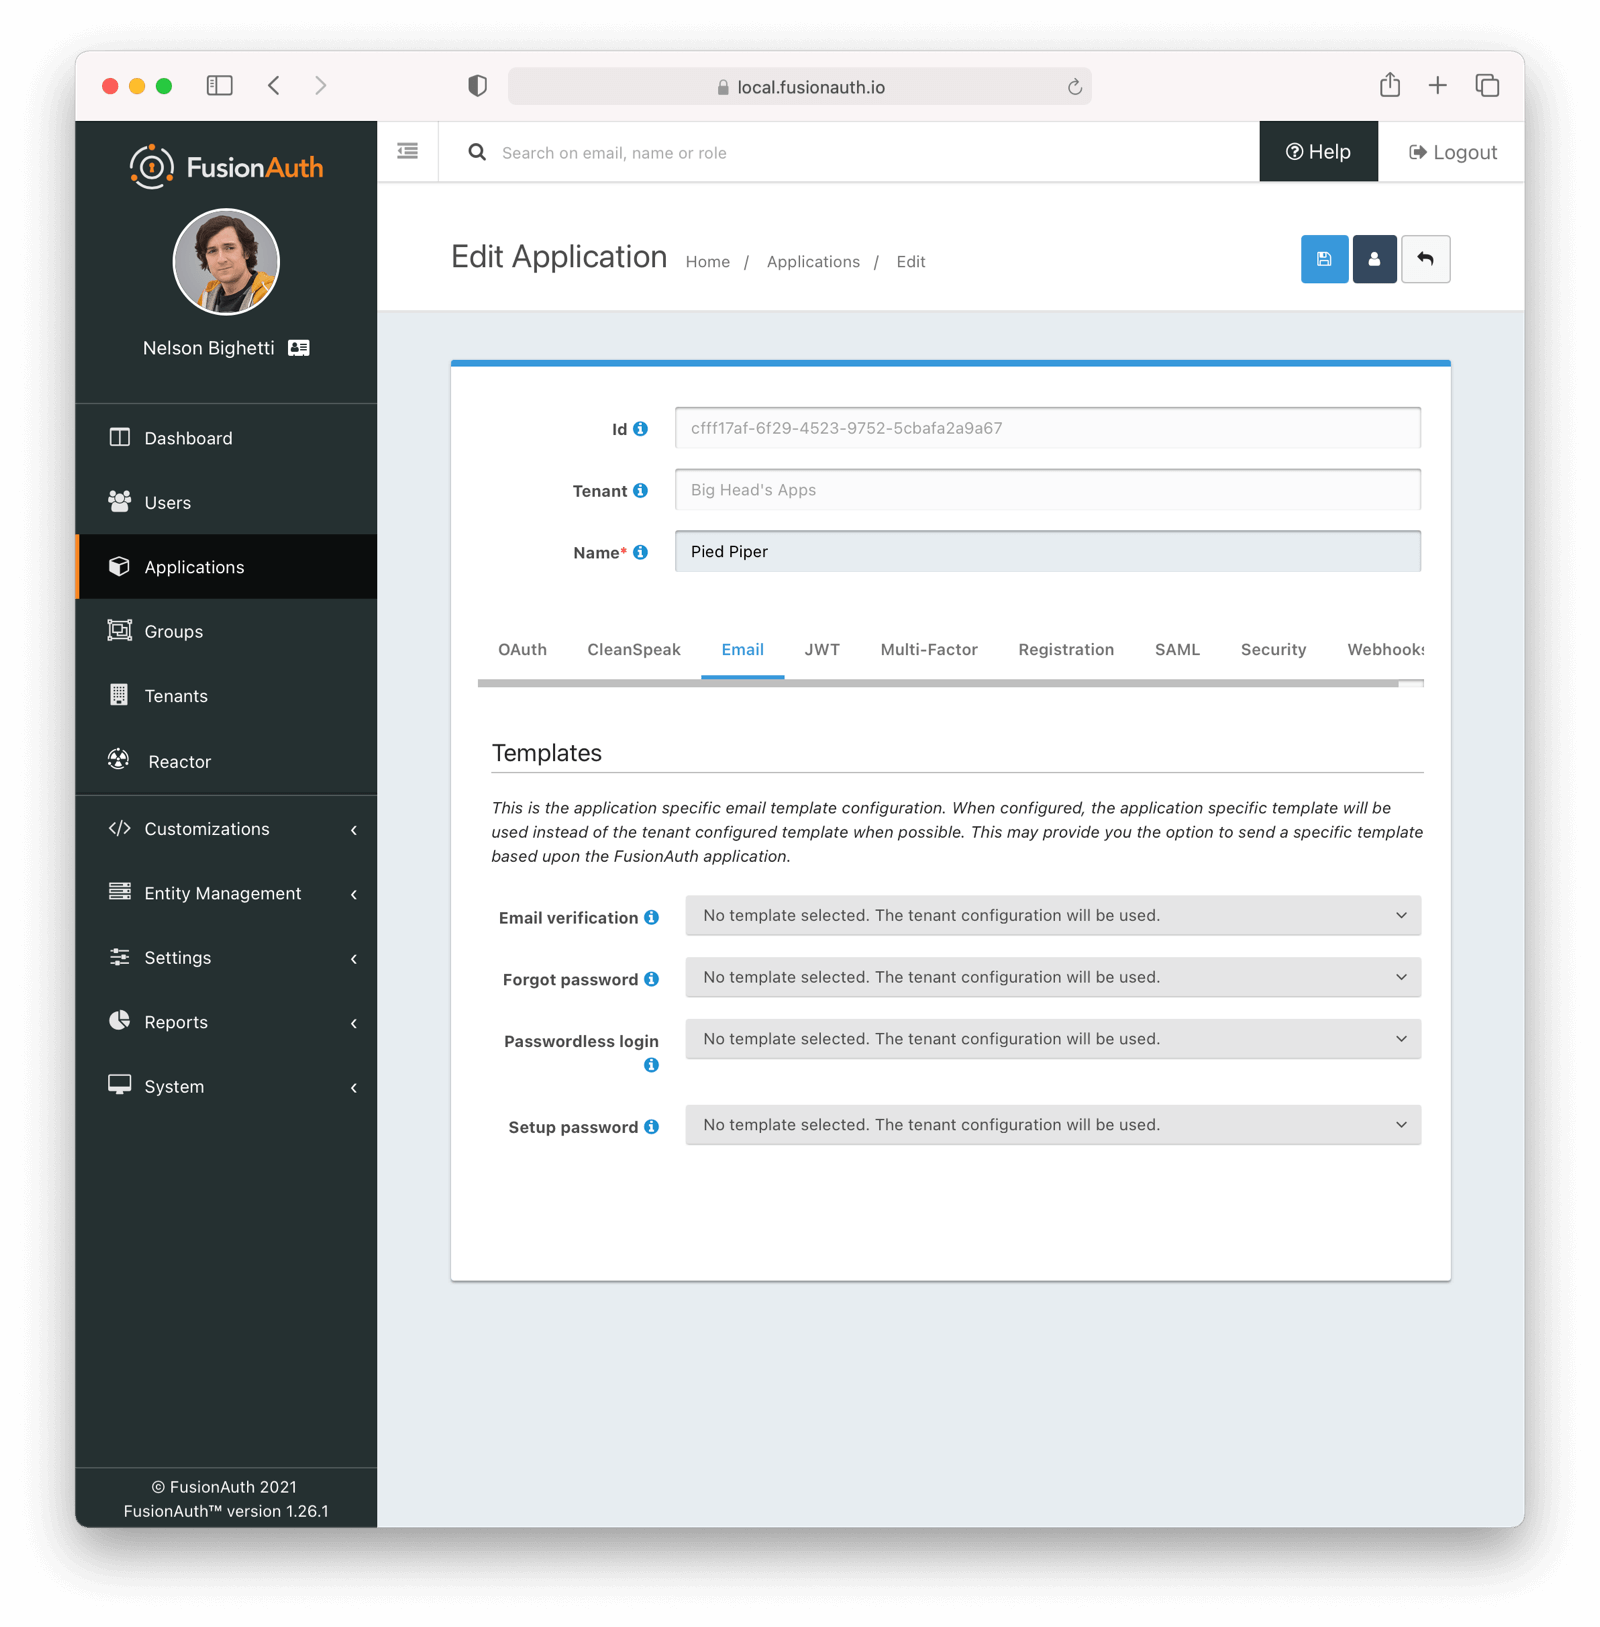 local.fusionauth.io
FusionAuth
Search on email, name or role
Help
Logout
Nelson Bighetti
Dashboard
Users
Applications
Groups
Tenants
Reactor
Customizations
Entity Management
Settings
Reports
System
© FusionAuth 2021
FusionAuth™ version 1.26.1
Edit Application
Home / Applications / Edit
Id
cfff17af-6f29-4523-9752-5cbafa2a9a67
Tenant
Big Head's Apps
Name*
Pied Piper
OAuth CleanSpeak Email JWT Multi-Factor Registration SAML Security Webhooks
Templates
This is the application specific email template configuration. When configured, the application specific template will be
used instead of the tenant configured template when possible. This may provide you the option to send a specific template
based upon the FusionAuth application.
Email verification
No template selected. The tenant configuration will be used.
Forgot password
No template selected. The tenant configuration will be used.
Passwordless login
No template selected. The tenant configuration will be used.
Setup password
No template selected. The tenant configuration will be used.